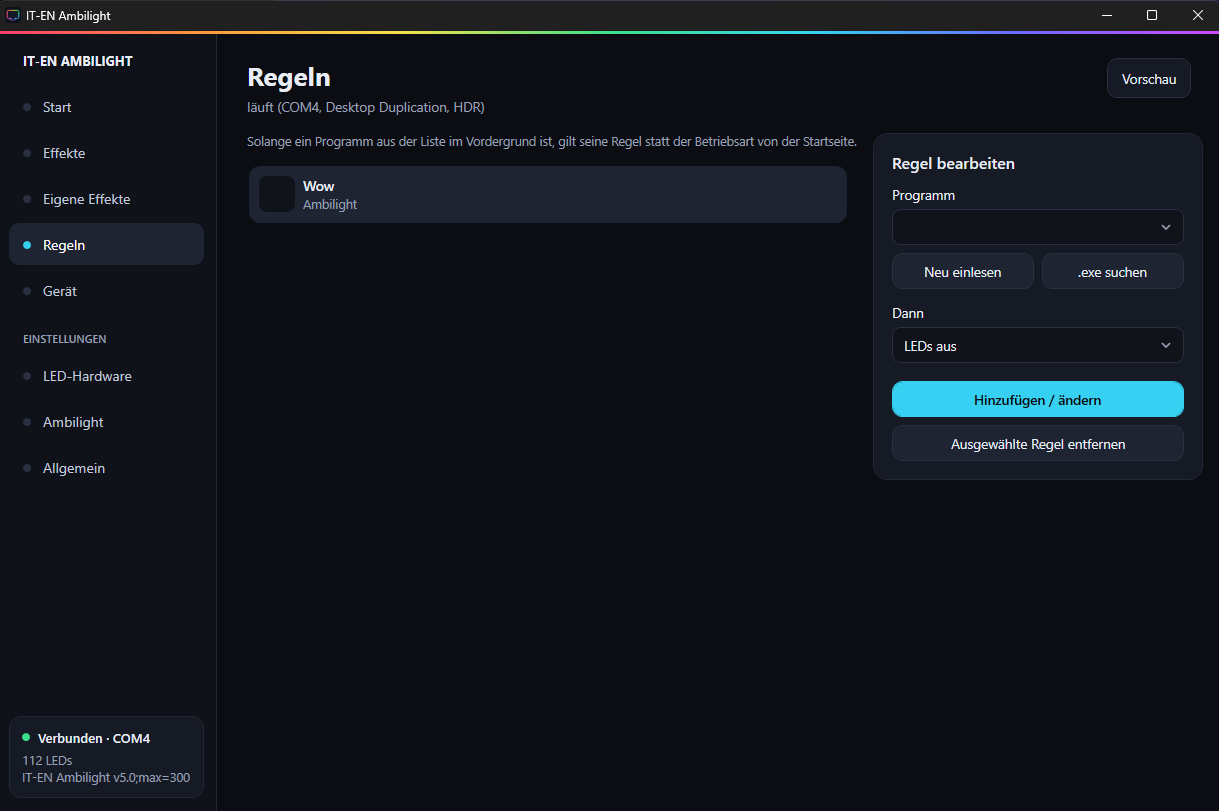 IT-EN Ambilight
IT-EN AMBILIGHT
Start
Effekte
Eigene Effekte
Regeln
Gerät
EINSTELLUNGEN
LED-Hardware
Ambilight
Allgemein
Verbunden · COM4
112 LEDs
IT-EN Ambilight v5.0;max=300
Regeln
läuft (COM4, Desktop Duplication, HDR)
Vorschau
Solange ein Programm aus der Liste im Vordergrund ist, gilt seine Regel statt der Betriebsart von der Startseite.
Wow
Ambilight
Regel bearbeiten
Programm
Neu einlesen
.exe suchen
Dann
LEDs aus
Hinzufügen / ändern
Ausgewählte Regel entfernen